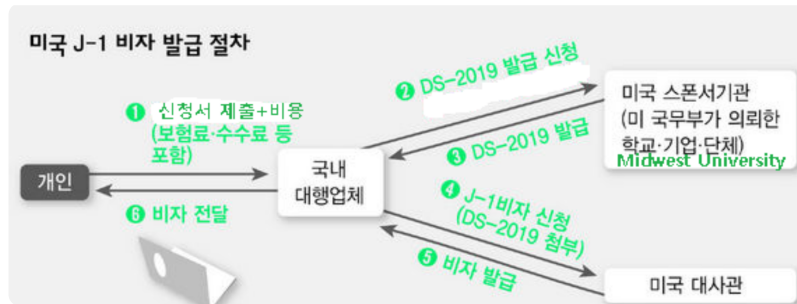 미국 J-1 비자 발급 절차
❶ 신청서 제출+비용
(보험료·수수료 등
포함)
개인
❻ 비자 전달
국내
대행업체
❷ DS-2019 발급 신청
❸ DS-2019 발급
미국 스폰서기관
(미 국무부가 의뢰한
학교·기업·단체)
Midwest University
❹ J-1비자 신청
(DS-2019 첨부)
❺ 비자 발급
미국 대사관